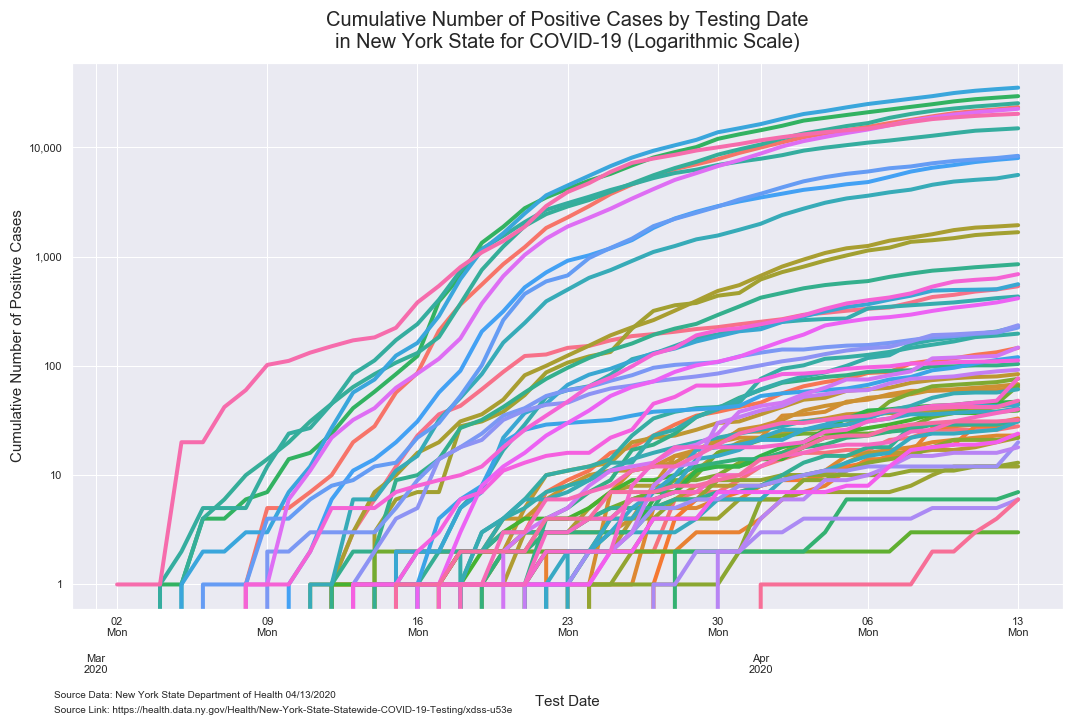 Cumulative Number of Positive Cases by Testing Date
in New York State for COVID-19 (Logarithmic Scale)
Cumulative Number of Positive Cases
10,000
1,000
100
10
1
02 09 16 23 30 06 13
Mon Mon Mon Mon Mon Mon Mon
Mar Apr
2020 2020
Test Date
Source Data: New York State Department of Health 04/13/2020
Source Link: https://health.data.ny.gov/Health/New-York-State-Statewide-COVID-19-Testing/xdss-u53e